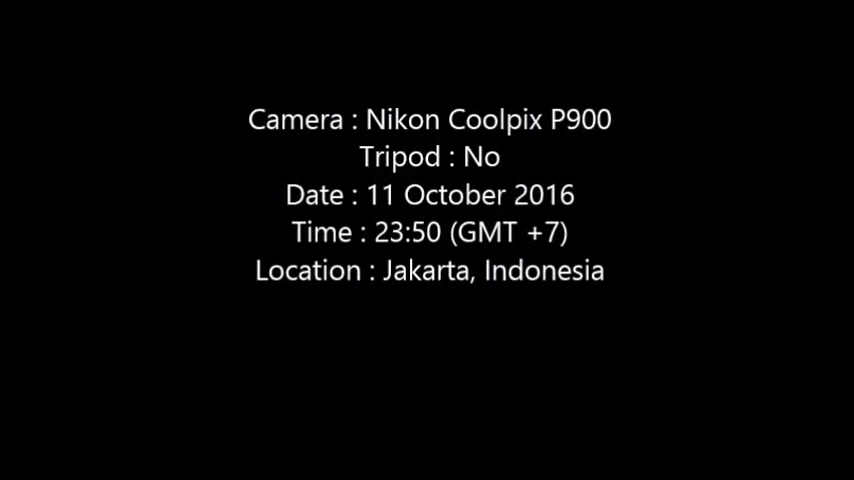 Camera : Nikon Coolpix P900
Tripod : No
Date : 11 October 2016
Time : 23:50 (GMT +7)
Location : Jakarta, Indonesia